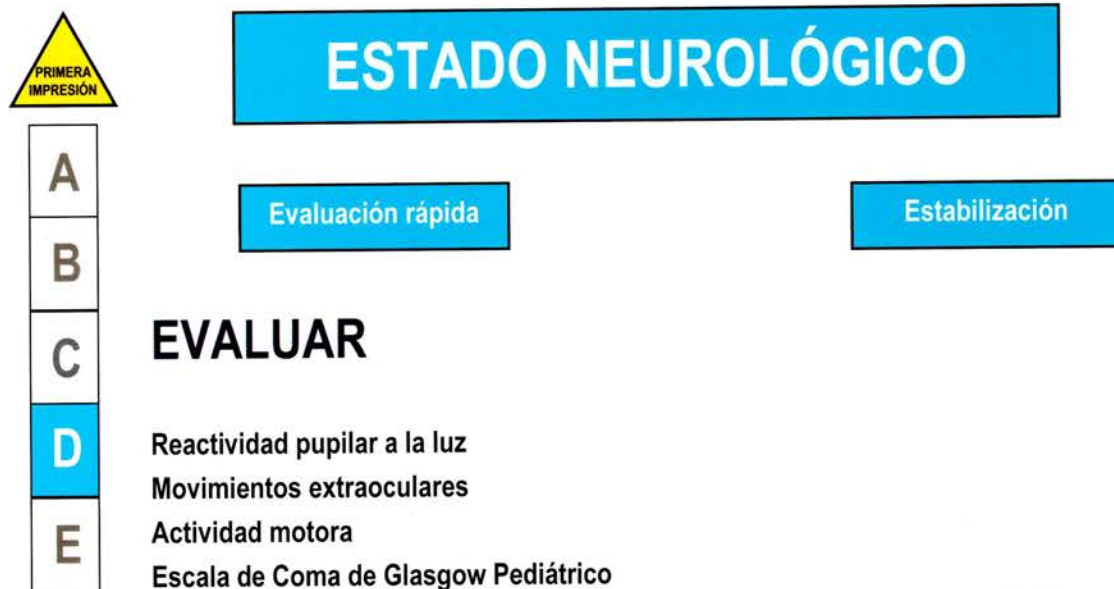 PRIMERA
IMPRESIÓN
ESTADO NEUROLÓGICO
A
B
C
D
E
Evaluación rápida
Estabilización
EVALUAR
Reactividad pupilar a la luz
Movimientos extraoculares
Actividad motora
Escala de Coma de Glasgow Pediátrico